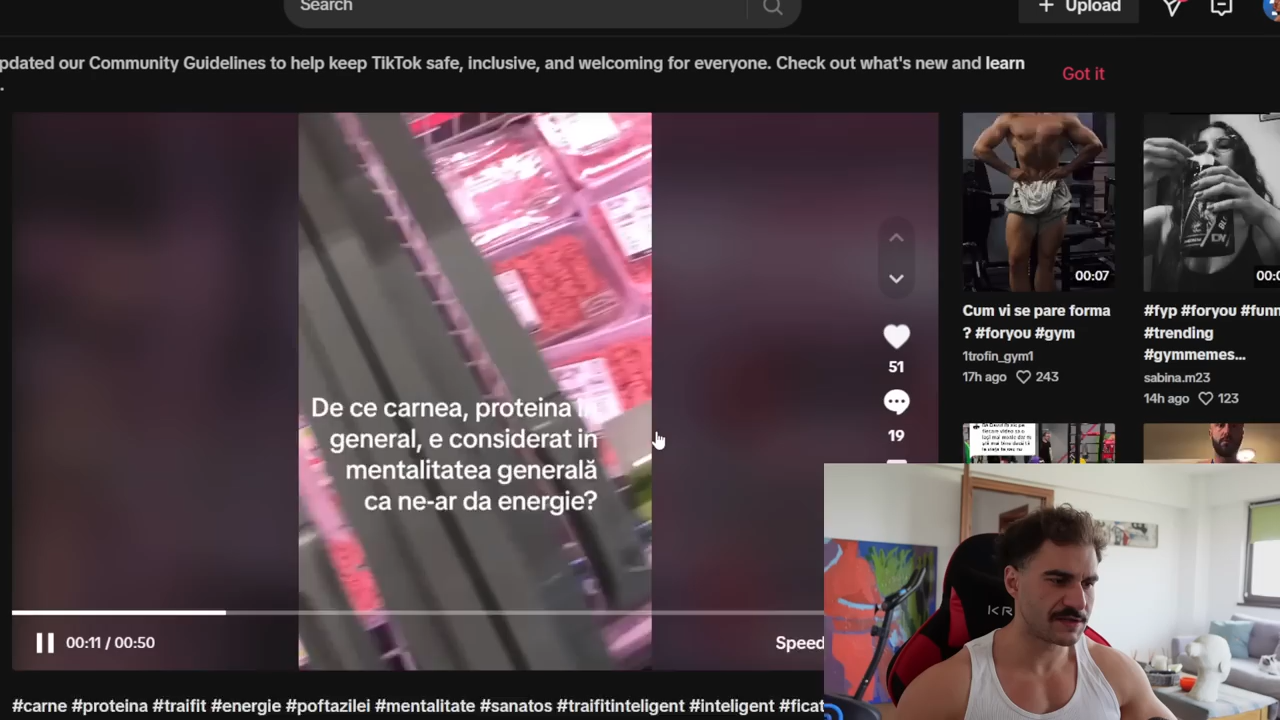 Search
Upload
pdated our Community Guidelines to help keep TikTok safe, inclusive, and welcoming for everyone. Check out what's new and learn
.
Got it
De ce carnea, proteina în
general, e considerat in
mentalitatea generală
ca ne-ar da energie?
51
19
00:11 / 00:50
Speed
#carne #proteina #traifit #energie #poftazilei #mentalitate #sanatos #traifitinteligent #inteligent #ficat
00:07
Cum vi se pare forma
? #foryou #gym
1trofin_gym1
17h ago 243
#fyp #foryou #funn
#trending
#gymmemes...
sabina.m23
14h ago 123
KR